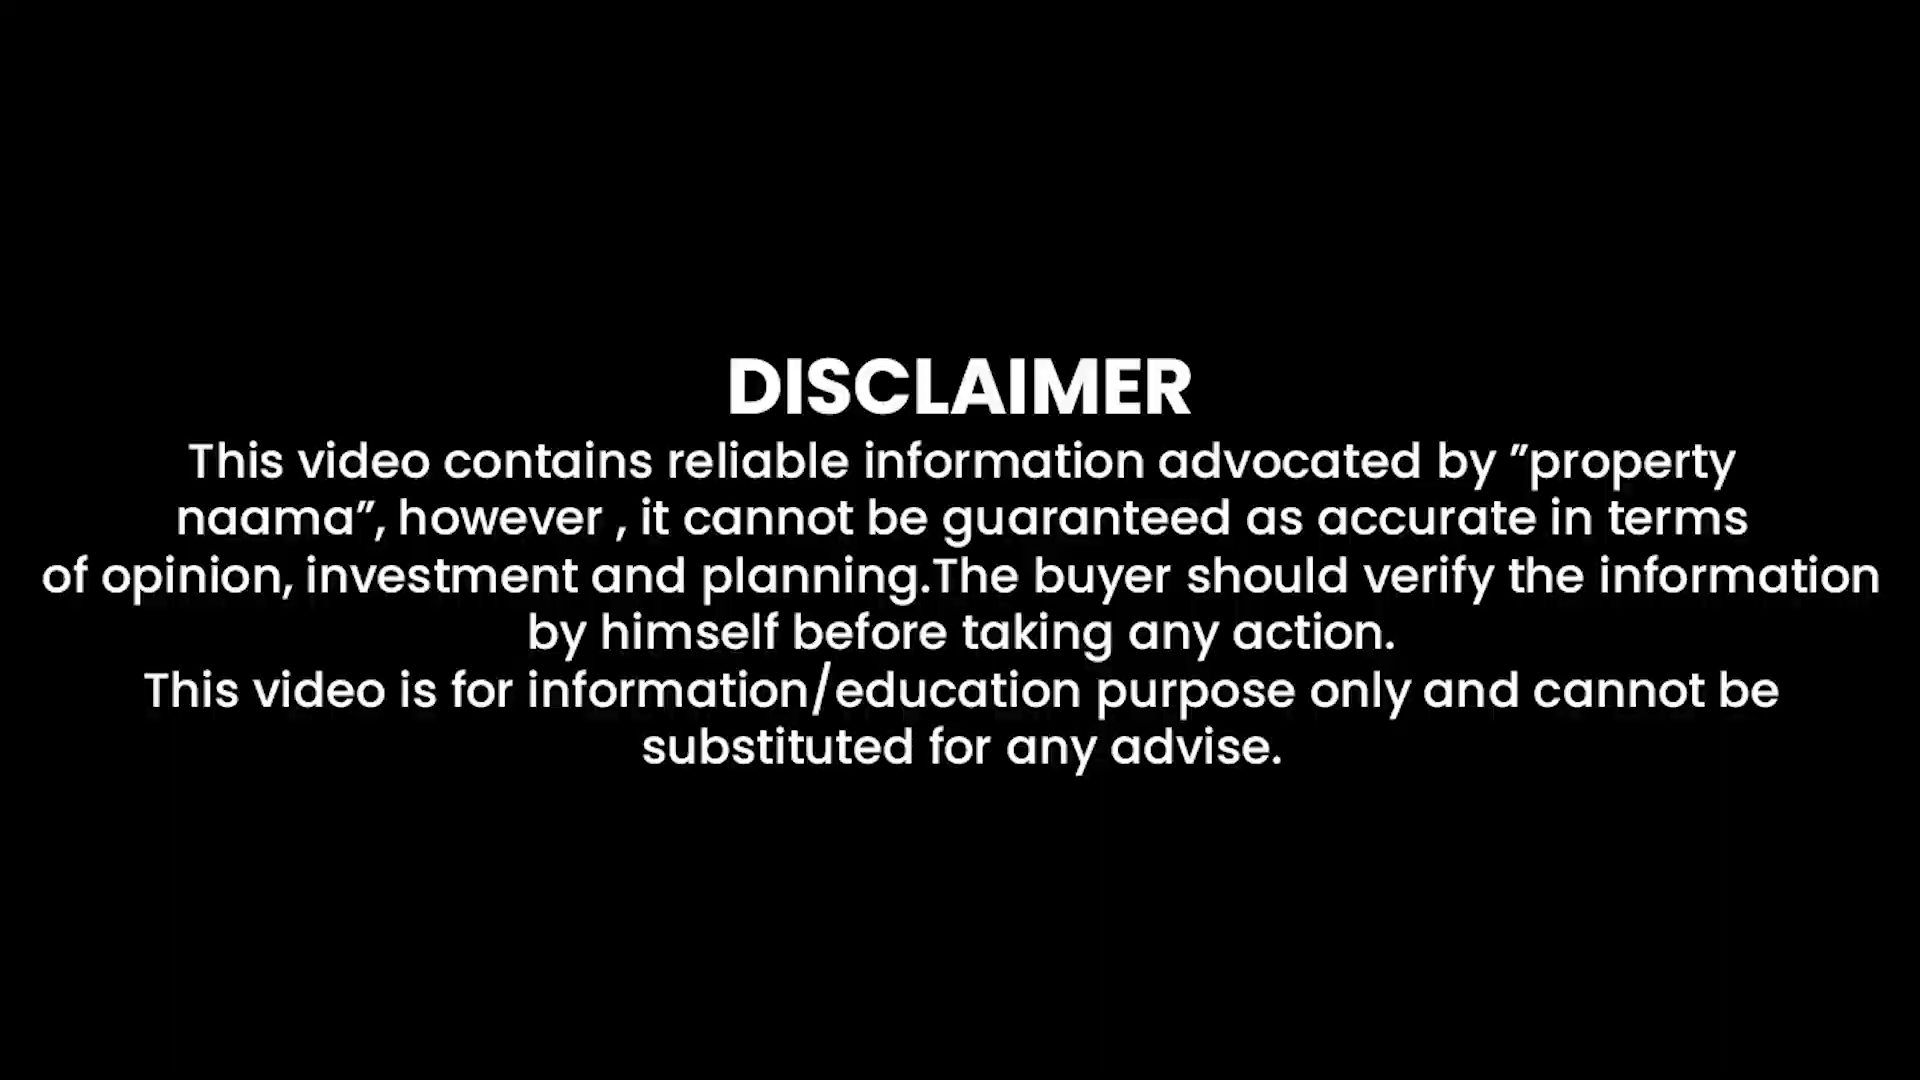 DISCLAIMER
This video contains reliable information advocated by ”property
naama”, however , it cannot be guaranteed as accurate in terms
of opinion, investment and planning.The buyer should verify the information
by himself before taking any action.
This video is for information/education purpose only and cannot be
substituted for any advise.